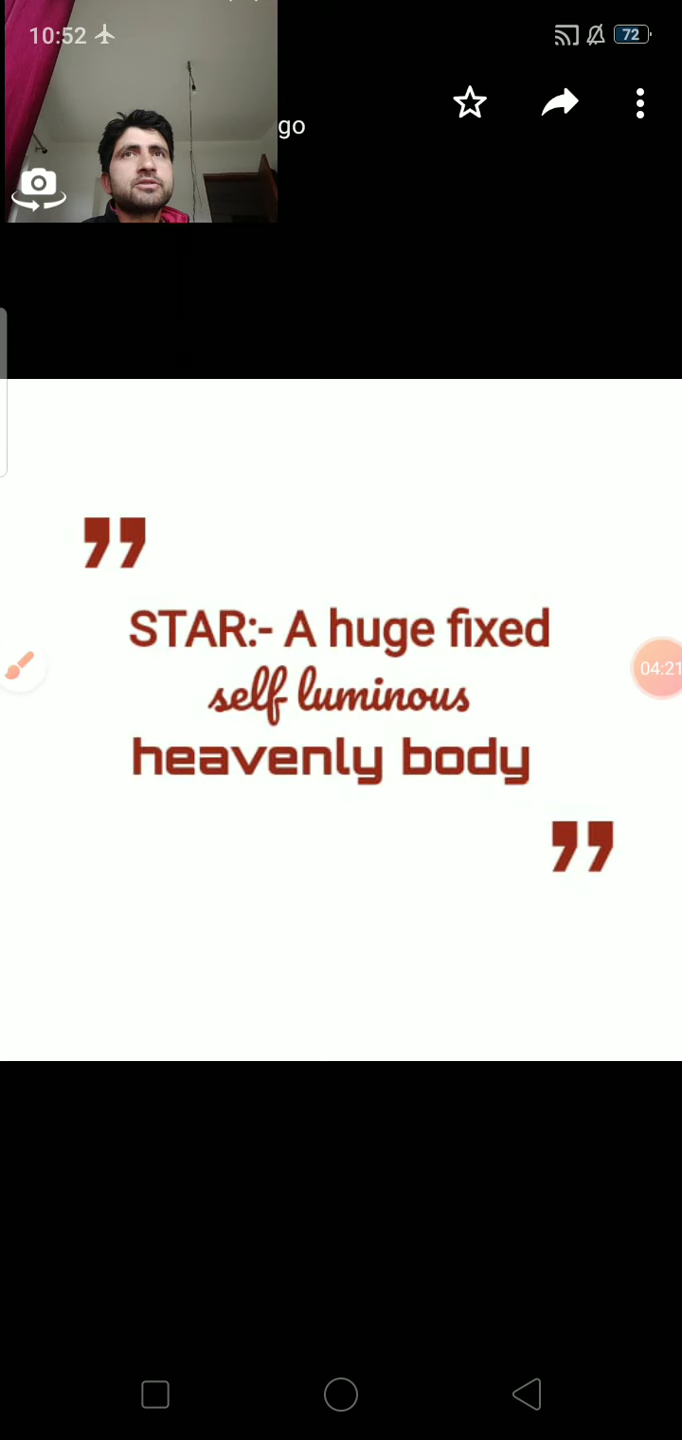 10:52
72
go
”
STAR:- A huge fixed
self luminous
heavenly body
”
04:21